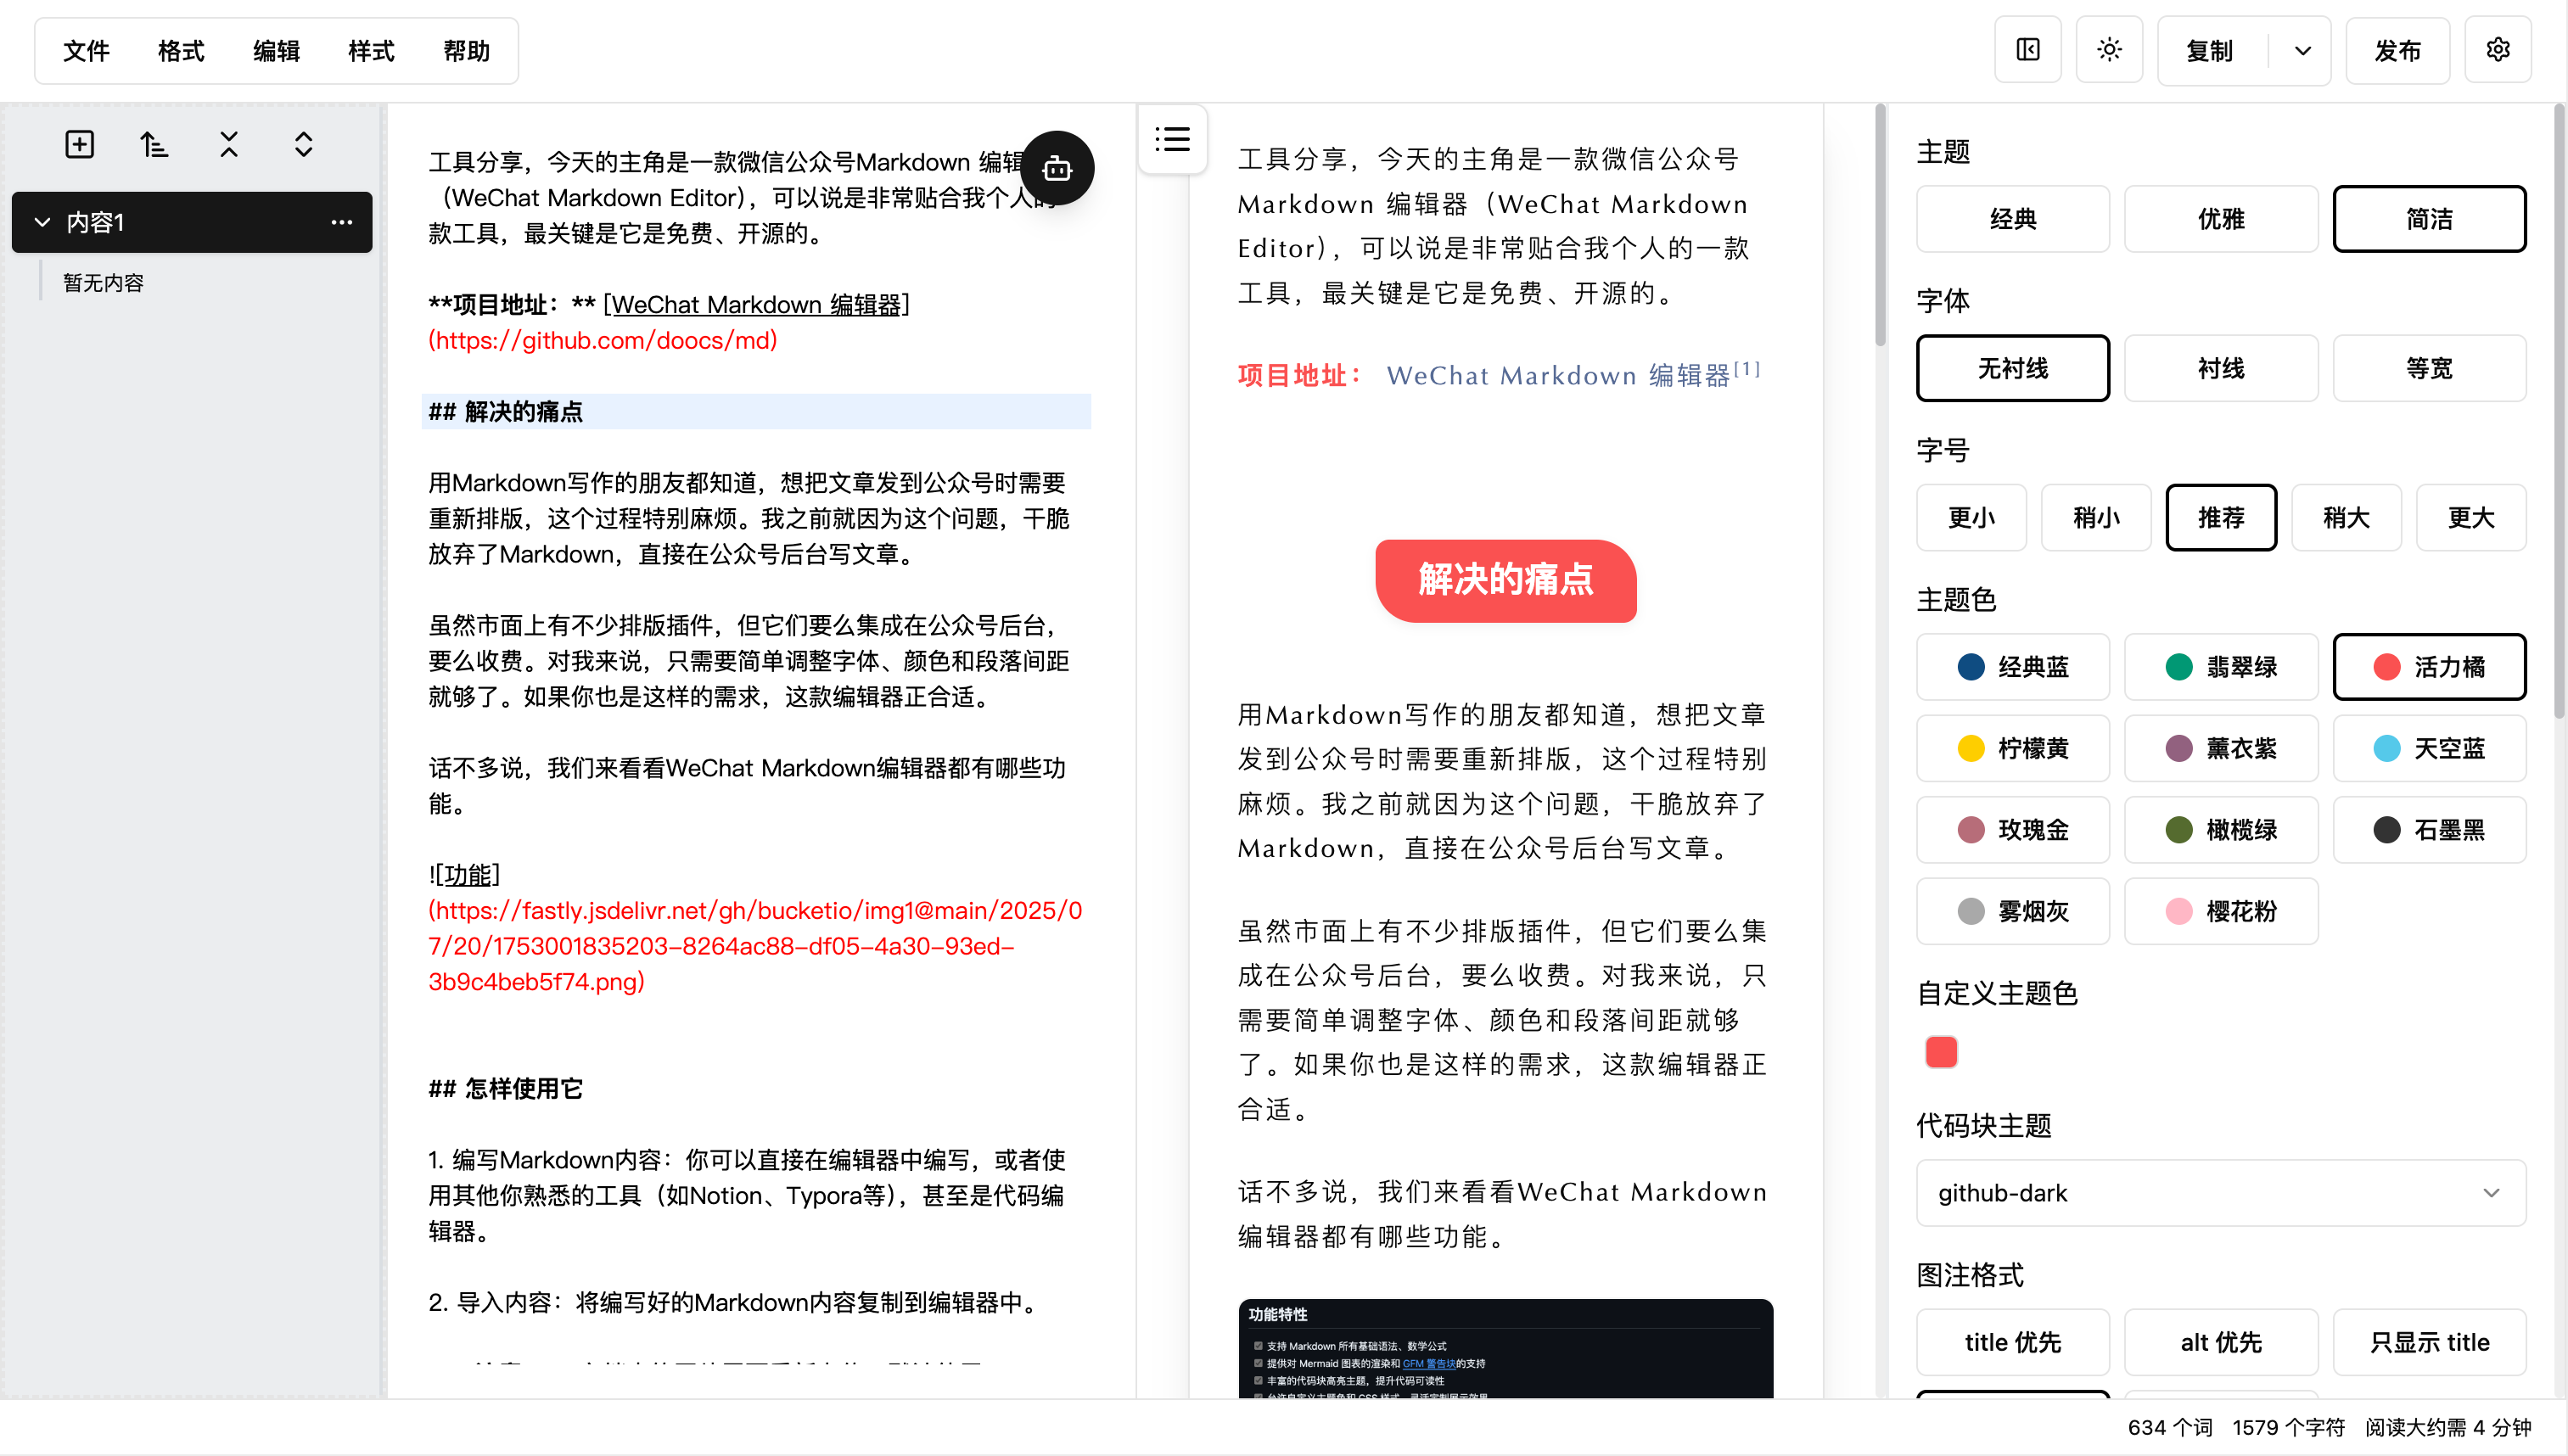 文件 格式 编辑 样式 帮助
复制 发布
内容1
暂无内容
工具分享，今天的主角是一款微信公众号Markdown 编辑
（WeChat Markdown Editor），可以说是非常贴合我个人的
款工具，最关键是它是免费、开源的。
**项目地址：** [WeChat Markdown 编辑器]
(https://github.com/doocs/md)
## 解决的痛点
用Markdown写作的朋友都知道，想把文章发到公众号时需要
重新排版，这个过程特别麻烦。我之前就因为这个问题，干脆
放弃了Markdown，直接在公众号后台写文章。
虽然市面上有不少排版插件，但它们要么集成在公众号后台，
要么收费。对我来说，只需要简单调整字体、颜色和段落间距
就够了。如果你也是这样的需求，这款编辑器正合适。
话不多说，我们来看看WeChat Markdown编辑器都有哪些功
能。
![功能]
(https://fastly.jsdelivr.net/gh/bucketio/img1@main/2025/0
7/20/1753001835203-8264ac88-df05-4a30-93ed-
3b9c4beb5f74.png)
## 怎样使用它
1. 编写Markdown内容：你可以直接在编辑器中编写，或者使
用其他你熟悉的工具（如Notion、Typora等），甚至是代码编
辑器。
2. 导入内容：将编写好的Markdown内容复制到编辑器中。
工具分享，今天的主角是一款微信公众号
Markdown 编辑器（WeChat Markdown
Editor），可以说是非常贴合我个人的一款
工具，最关键是它是免费、开源的。
项目地址： WeChat Markdown 编辑器[1]
解决的痛点
用Markdown写作的朋友都知道，想把文章
发到公众号时需要重新排版，这个过程特别
麻烦。我之前就因为这个问题，干脆放弃了
Markdown，直接在公众号后台写文章。
虽然市面上有不少排版插件，但它们要么集
成在公众号后台，要么收费。对我来说，只
需要简单调整字体、颜色和段落间距就够
了。如果你也是这样的需求，这款编辑器正
合适。
话不多说，我们来看看WeChat Markdown
编辑器都有哪些功能。
功能特性
支持 Markdown 所有基础语法、数学公式
提供对 Mermaid 图表的渲染和 GFM 警告块的支持
丰富的代码块高亮主题，提升代码可读性
主题
经典 优雅 简洁
字体
无衬线 衬线 等宽
字号
更小 稍小 推荐 稍大 更大
主题色
经典蓝 翡翠绿 活力橘
柠檬黄 薰衣紫 天空蓝
玫瑰金 橄榄绿 石墨黑
雾烟灰 樱花粉
自定义主题色
代码块主题
github-dark
图注格式
title 优先 alt 优先 只显示 title
634 个词 1579 个字符 阅读大约需 4 分钟